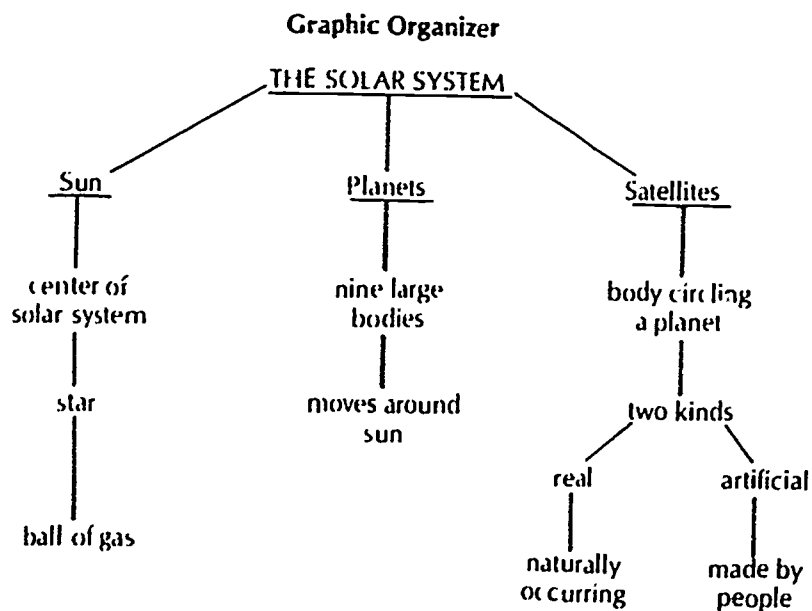 Graphic Organizer
THE SOLAR SYSTEM
Sun
Planets
Satellites
center of
solar system
nine large
bodies
body circling
a planet
star
moves around
sun
two kinds
real
artificial
ball of gas
naturally
occurring
made by
people